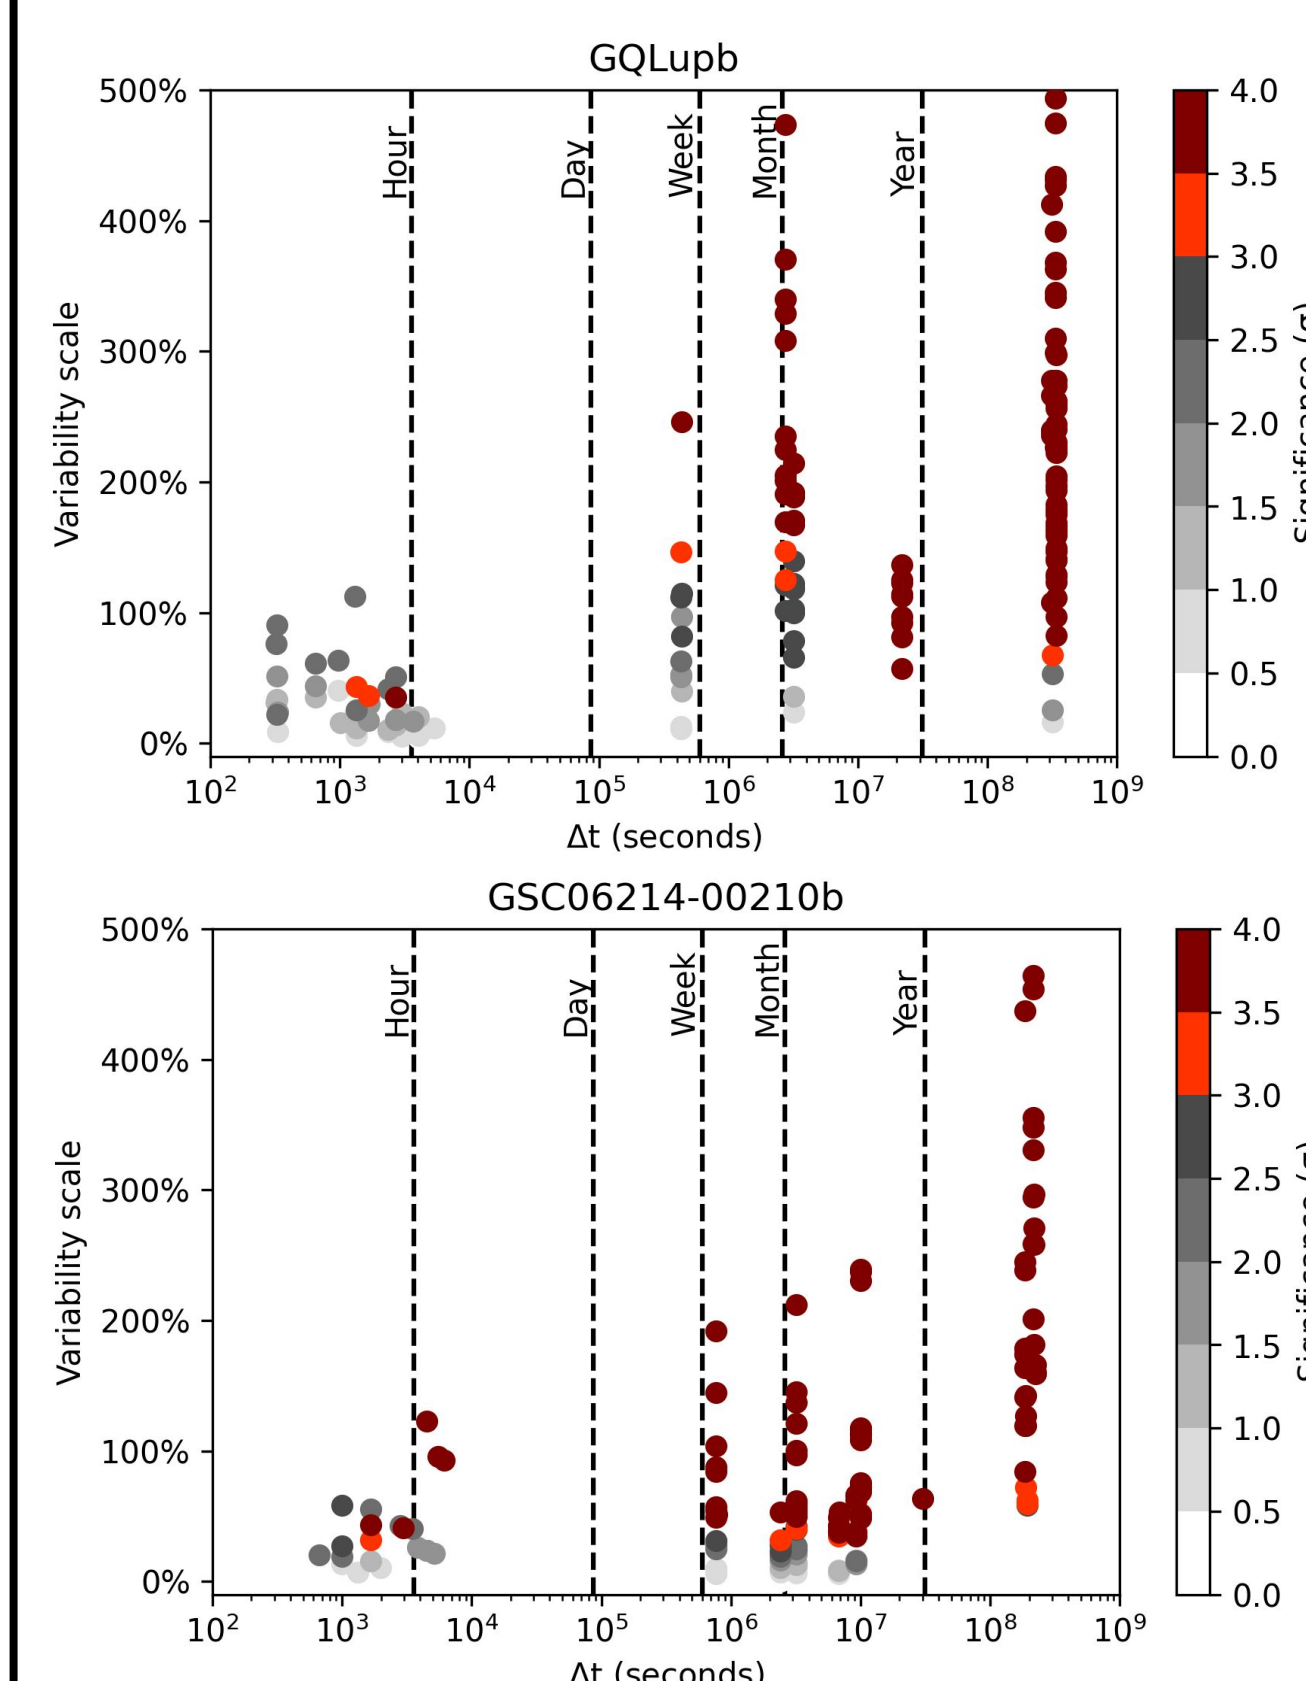 GQLupb
500%
400%
300%
200%
100%
0%
Variability scale
Hour
Day
Week
Month
Year
10²
10³
10⁴
10⁵
10⁶
10⁷
10⁸
10⁹
Δt (seconds)
4.0
3.5
3.0
2.5
2.0
1.5
1.0
0.5
0.0
Significance (σ)
GSC06214-00210b
500%
400%
300%
200%
100%
0%
Variability scale
Hour
Day
Week
Month
Year
10²
10³
10⁴
10⁵
10⁶
10⁷
10⁸
10⁹
Δt (seconds)
4.0
3.5
3.0
2.5
2.0
1.5
1.0
0.5
0.0
Significance (σ)